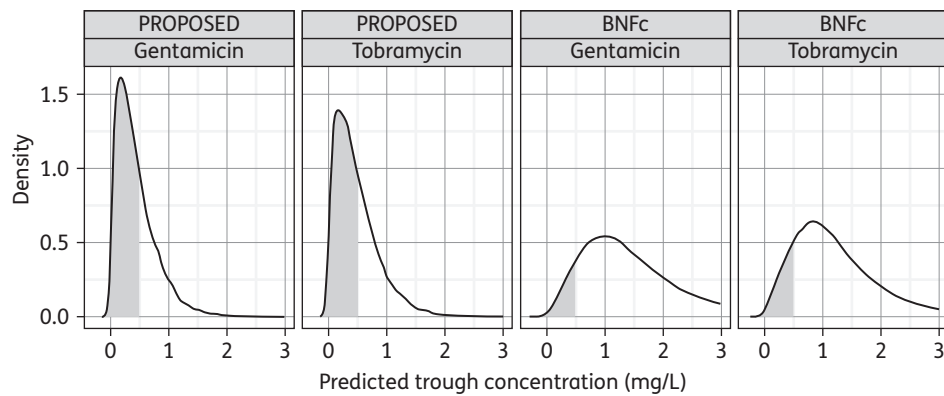 PROPOSED PROPOSED BNFc BNFc
Gentamicin Tobramycin Gentamicin Tobramycin
1.5
1.0
0.5
0.0
Density
0 1 2 3 0 1 2 3 0 1 2 3 0 1 2 3
Predicted trough concentration (mg/L)